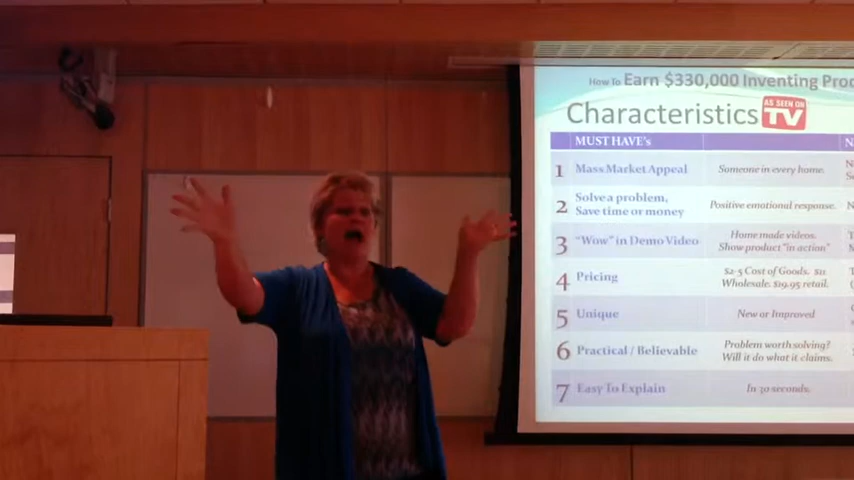 How To Earn $330,000 Inventing
Characteristics AS SEEN ON TV
MUST HAVE's
1 Mass Market Appeal Someone in every home.
2 Solve a problem, Positive emotional response.
Save time or money
3 "Wow" in Demo Video Home made videos.
Show product "in action"
4 Pricing $2-5 Cost of Goods. $11
Wholesale. $19.95 retail.
5 Unique New or Improved
6 Practical / Believable Problem worth solving?
Will it do what it claims.
7 Easy To Explain In 30 seconds.